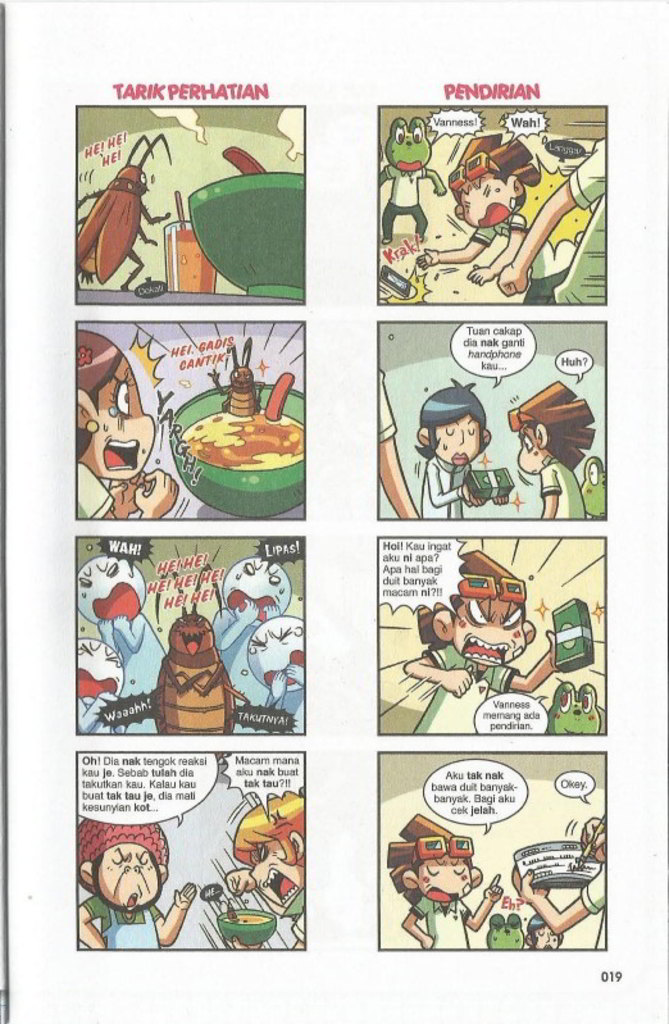 TARIK PERHATIAN
HE! HE!
HE!
HEI, GADIS
CANTIK!
YARGH!
WAH!
LIPAS!
HE! HE!
HE! HE! HE!
HE! HE!
Waaahh!
TAKUTNYA!
Oh! Dia nak tengok reaksi
kau je. Sebab tulah dia
takutkan kau. Kalau kau
buat tak tau je, dia mati
kesunyian kot...
Macam mana
aku nak buat
tak tau?!!
HE...
PENDIRIAN
Vanness!
Wah!
Langgar
Krak!
Tuan cakap
dia nak ganti
handphone
kau...
Huh?
Hoi! Kau ingat
aku ni apa?
Apa hal bagi
duit banyak
macam ni?!!
Vanness
memang ada
pendirian.
Aku tak nak
bawa duit banyak-
banyak. Bagi aku
cek jelah.
Okey.
Eh?
019